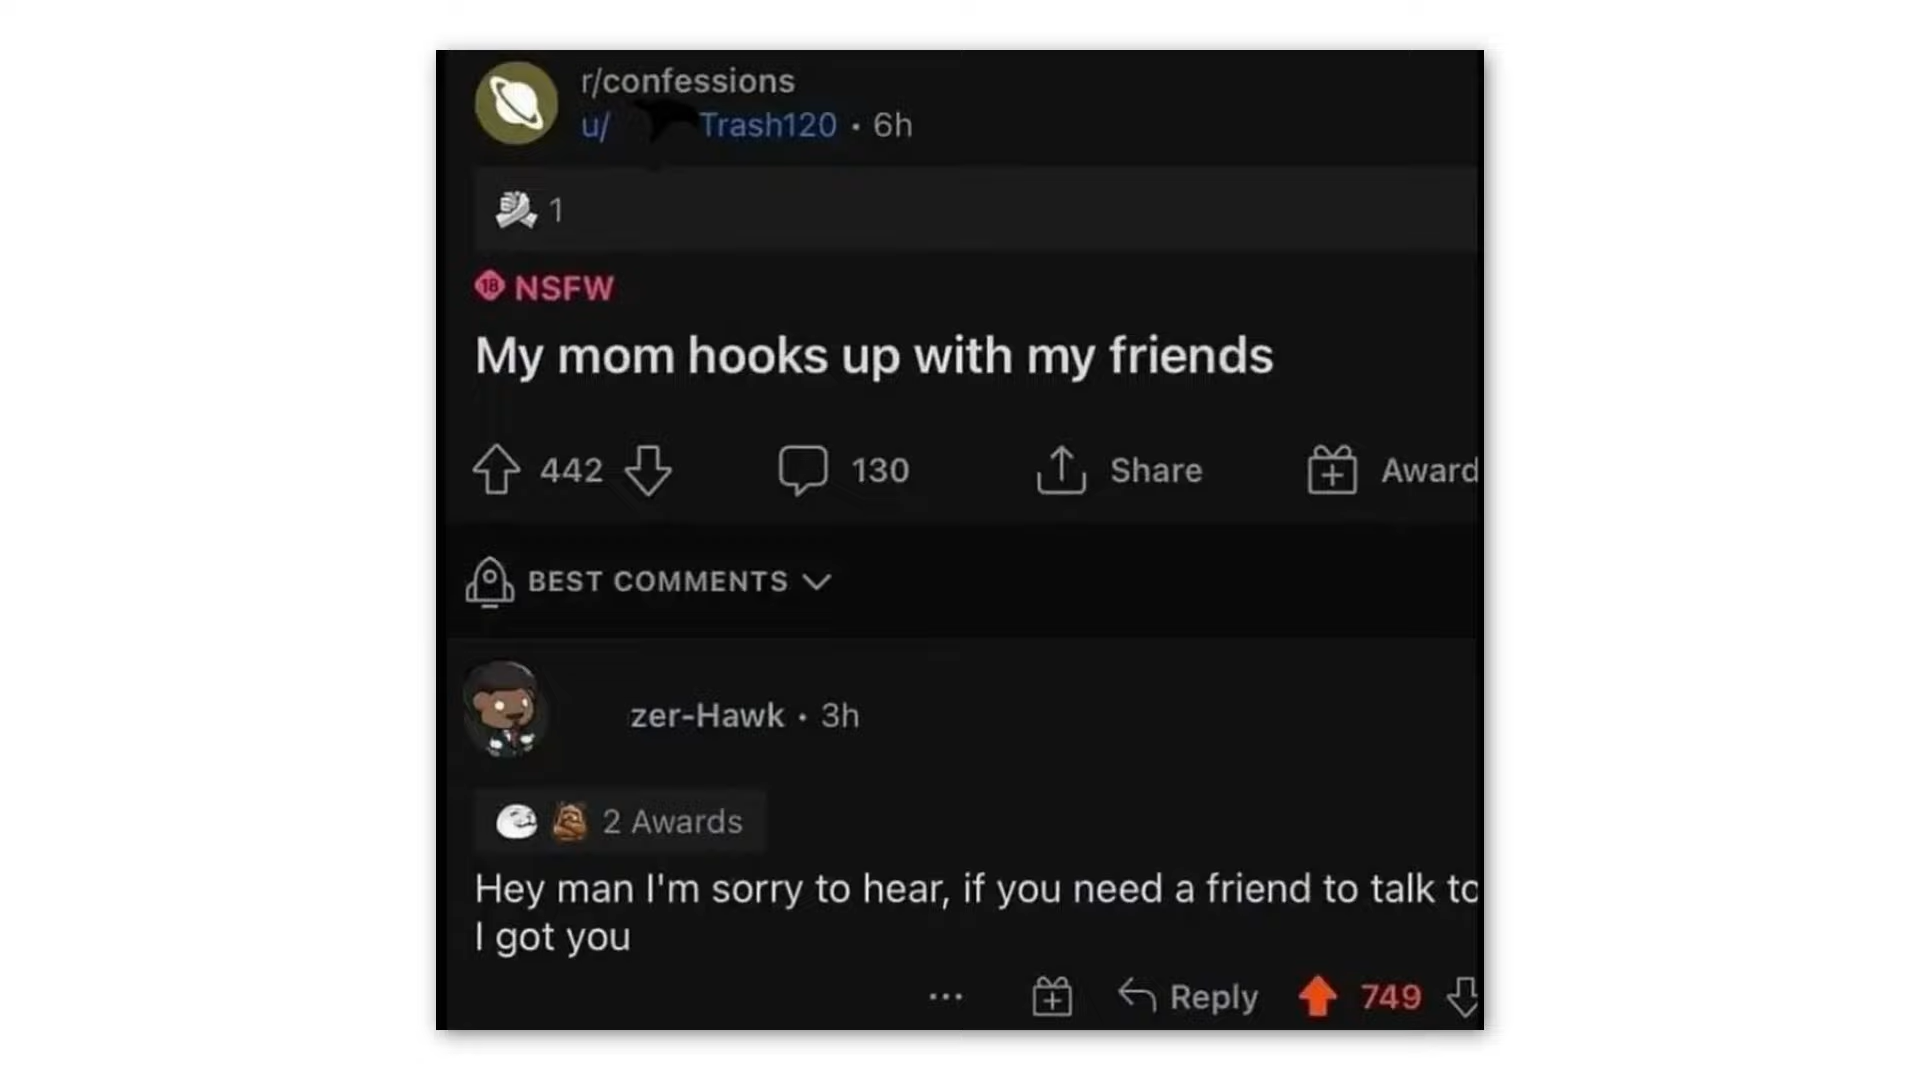 r/confessions
u/ Trash120 • 6h
1
18 NSFW
My mom hooks up with my friends
442 130 Share Award
BEST COMMENTS
zer-Hawk • 3h
2 Awards
Hey man I'm sorry to hear, if you need a friend to talk to
I got you
... Reply 749